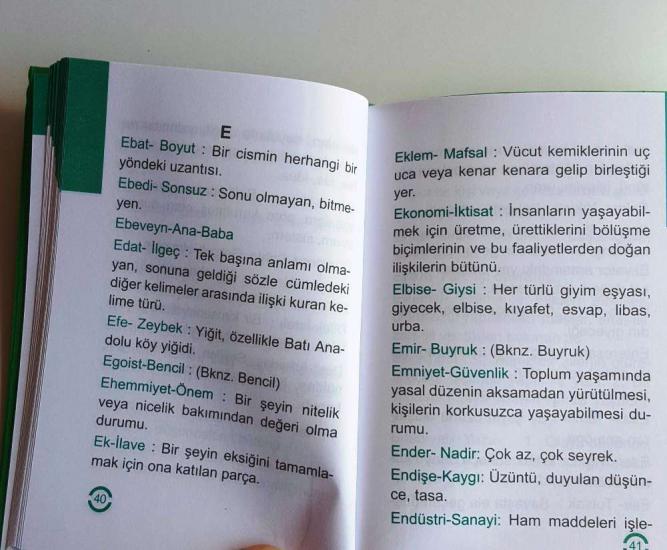 E
Ebat- Boyut : Bir cismin herhangi bir
yöndeki uzantısı.
Ebedi- Sonsuz : Sonu olmayan, bitme-
yen.
Ebeveyn-Ana-Baba
Edat- İlgeç : Tek başına anlamı olma-
yan, sonuna geldiği sözle cümledeki
diğer kelimeler arasında ilişki kuran ke-
lime türü.
Efe- Zeybek : Yiğit, özellikle Batı Ana-
dolu köy yiğidi.
Egoist-Bencil : (Bknz. Bencil)
Ehemmiyet-Önem : Bir şeyin nitelik
veya nicelik bakımından değeri olma
durumu.
Ek-İlave : Bir şeyin eksiğini tamamla-
mak için ona katılan parça.
40
Eklem- Mafsal : Vücut kemiklerinin uç
uca veya kenar kenara gelip birleştiği
yer.
Ekonomi-İktisat : İnsanların yaşayabil-
mek için üretme, ürettiklerini bölüşme
biçimlerinin ve bu faaliyetlerden doğan
ilişkilerin bütünü.
Elbise- Giysi : Her türlü giyim eşyası,
giyecek, elbise, kıyafet, esvap, libas,
urba.
Emir- Buyruk : (Bknz. Buyruk)
Emniyet-Güvenlik : Toplum yaşamında
yasal düzenin aksamadan yürütülmesi,
kişilerin korkusuzca yaşayabilmesi du-
rumu.
Ender- Nadir: Çok az, çok seyrek.
Endişe-Kaygı: Üzüntü, duyulan düşün-
ce, tasa.
Endüstri-Sanayi: Ham maddeleri işle-
41